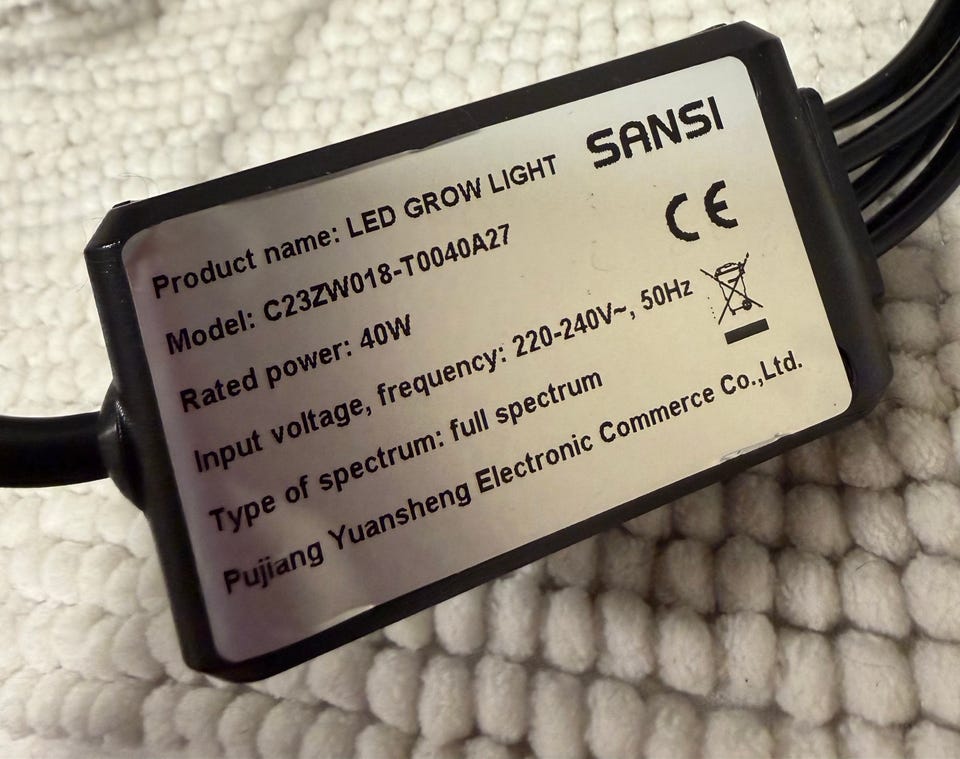 SANSI
Product name: LED GROW LIGHT
CE
Model: C23ZW018-T0040A27
Rated power: 40W
Input voltage, frequency: 220-240V~, 50Hz
Type of spectrum: full spectrum
Pujiang Yuansheng Electronic Commerce Co.,Ltd.